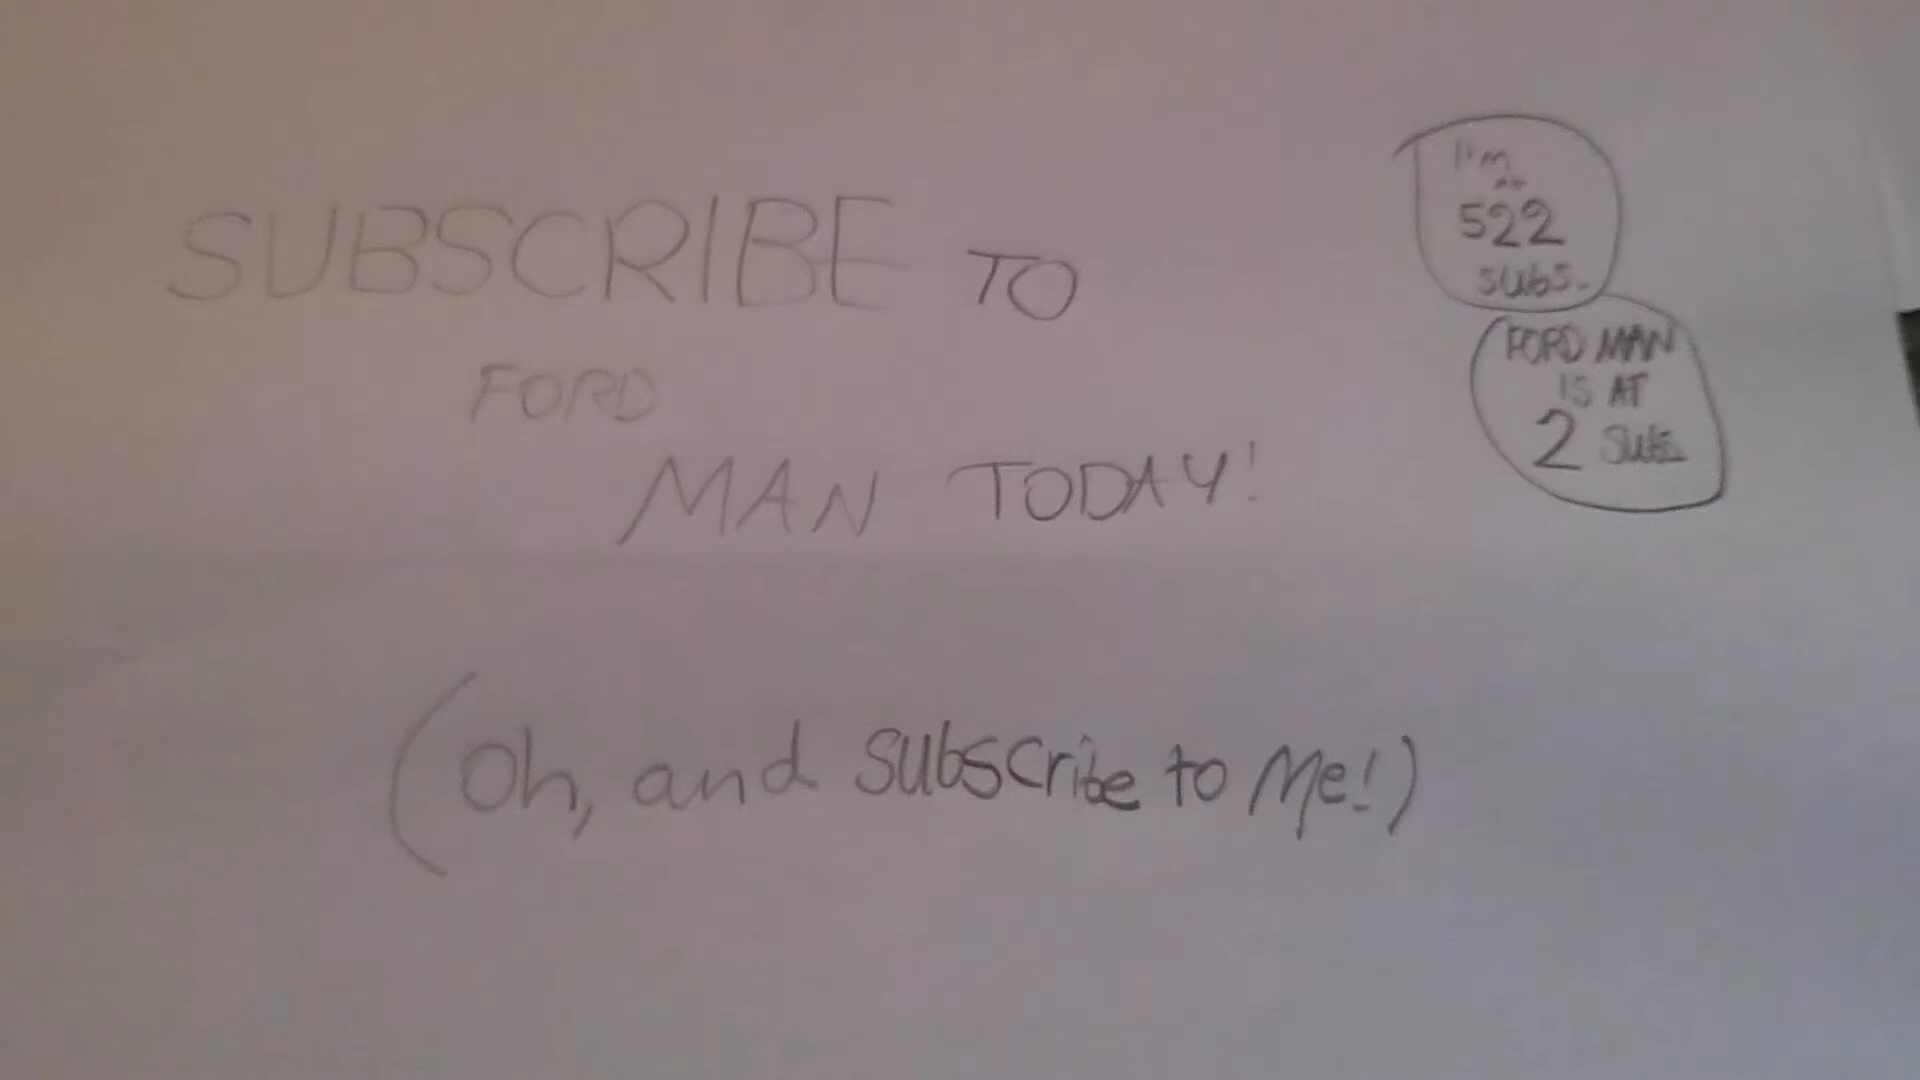 SUBSCRIBE TO
FORD
MAN TODAY!
(Oh, and subscribe to Me!)
I'm
at
522
subs.
FORD MAN
IS AT
2 subs